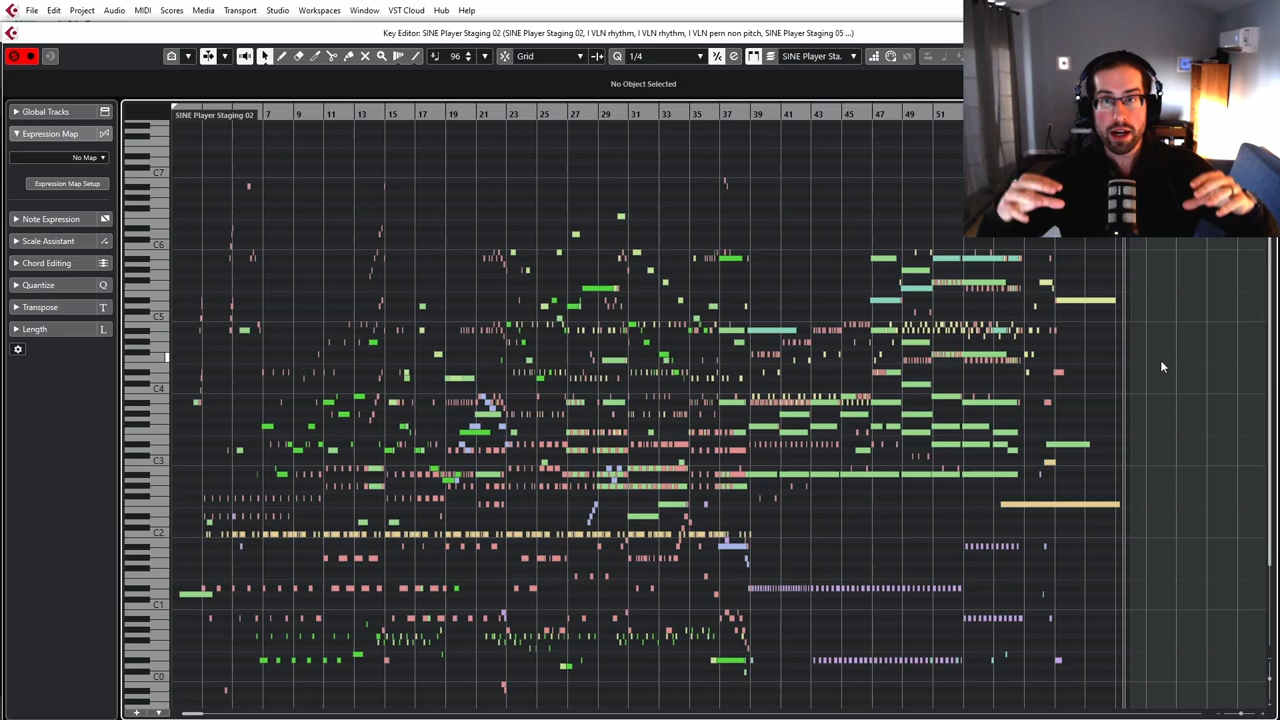 File Edit Project Audio MIDI Scores Media Transport Studio Workspaces Window VST Cloud Hub Help
Key Editor: SINE Player Staging 02 (SINE Player Staging 02, I VLN rhythm, I VLN rhythm, I VLN pern non pitch, SINE Player Staging 05 ...)
96 Grid Q 1/4 SINE Player Sta.
No Object Selected
Global Tracks
Expression Map
No Map
Expression Map Setup
Note Expression
Scale Assistant
Chord Editing
Quantize Q
Transpose T
Length L
SINE Player Staging 02 7 9 11 13 15 17 19 21 23 25 27 29 31 33 35 37 39 41 43 45 47 49 51
C7
C6
C5
C4
C3
C2
C1
C0